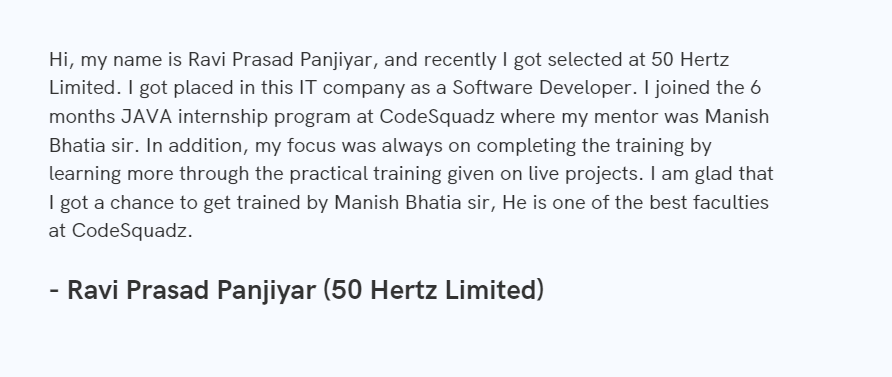 Hi, my name is Ravi Prasad Panjiyar, and recently I got selected at 50 Hertz
Limited. I got placed in this IT company as a Software Developer. I joined the 6
months JAVA internship program at CodeSquadz where my mentor was Manish
Bhatia sir. In addition, my focus was always on completing the training by
learning more through the practical training given on live projects. I am glad that
I got a chance to get trained by Manish Bhatia sir, He is one of the best faculties
at CodeSquadz.
- Ravi Prasad Panjiyar (50 Hertz Limited)